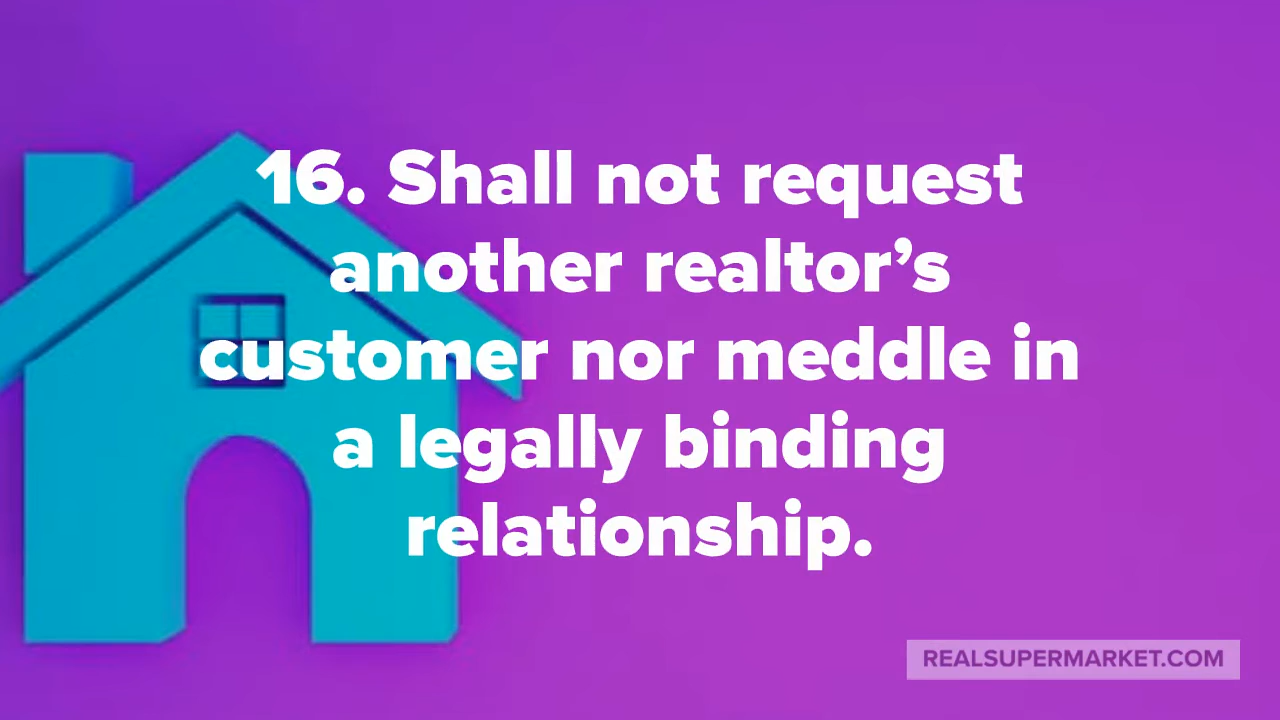 16. Shall not request
another realtor’s
customer nor meddle in
a legally binding
relationship.
REALSUPERMARKET.COM